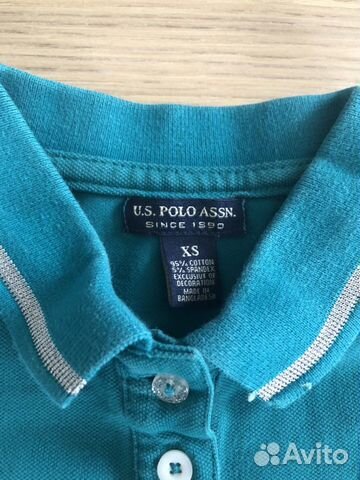 U.S. POLO ASSN.
SINCE 1890
XS
95% COTTON
5% SPANDEX
EXCLUSIVE OF
DECORATION
MADE IN
BANGLADESH
Avito